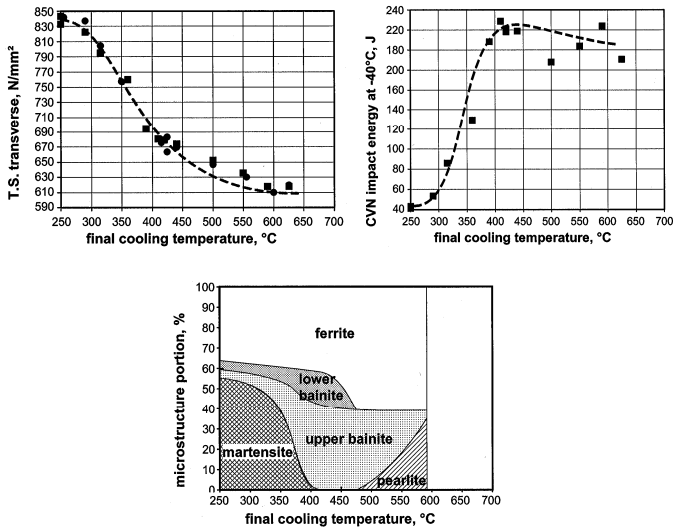 850
830
810
790
770
750
730
710
690
670
650
630
610
590
T.S. transverse, N/mm²
250 300 350 400 450 500 550 600 650 700
final cooling temperature, °C
220
200
180
160
140
120
100
80
60
40
CVN impact energy at -40°C, J
250 300 350 400 450 500 550 600 650 700
final cooling temperature, °C
100
90
80
70
60
50
40
30
20
10
0
microstructure portion, %
ferrite
lower
bainite
upper bainite
martensite
pearlite
250 300 350 400 450 500 550 600 650 700
final cooling temperature, °C